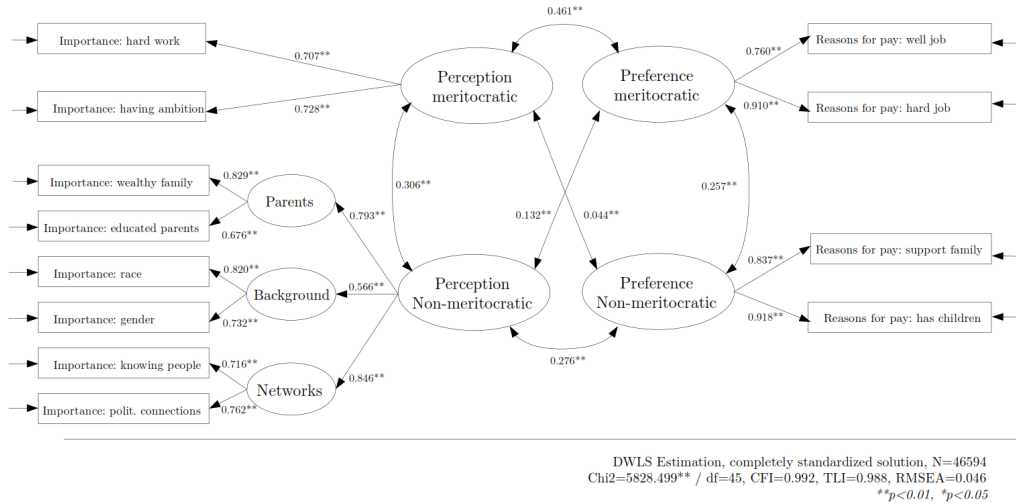 0.461**
Importance: hard work
Reasons for pay: well job
0.707**
0.760**
Perception
meritocratic
Preference
meritocratic
Importance: having ambition
0.728**
0.910**
Reasons for pay: hard job
Importance: wealthy family
0.829**
Parents
0.306**
0.257**
Importance: educated parents
0.676**
0.793**
0.132**
0.044**
Importance: race
0.820**
Background
0.566**
Perception
Non-meritocratic
Preference
Non-meritocratic
0.837**
Reasons for pay: support family
Importance: gender
0.732**
0.918**
Reasons for pay: has children
Importance: knowing people
0.716**
Networks
0.846**
0.276**
Importance: polit. connections
0.762**
DWLS Estimation, completely standardized solution, N=46594
Chi2=5828.499** / df=45, CFI=0.992, TLI=0.988, RMSEA=0.046
**p<0.01, *p<0.05